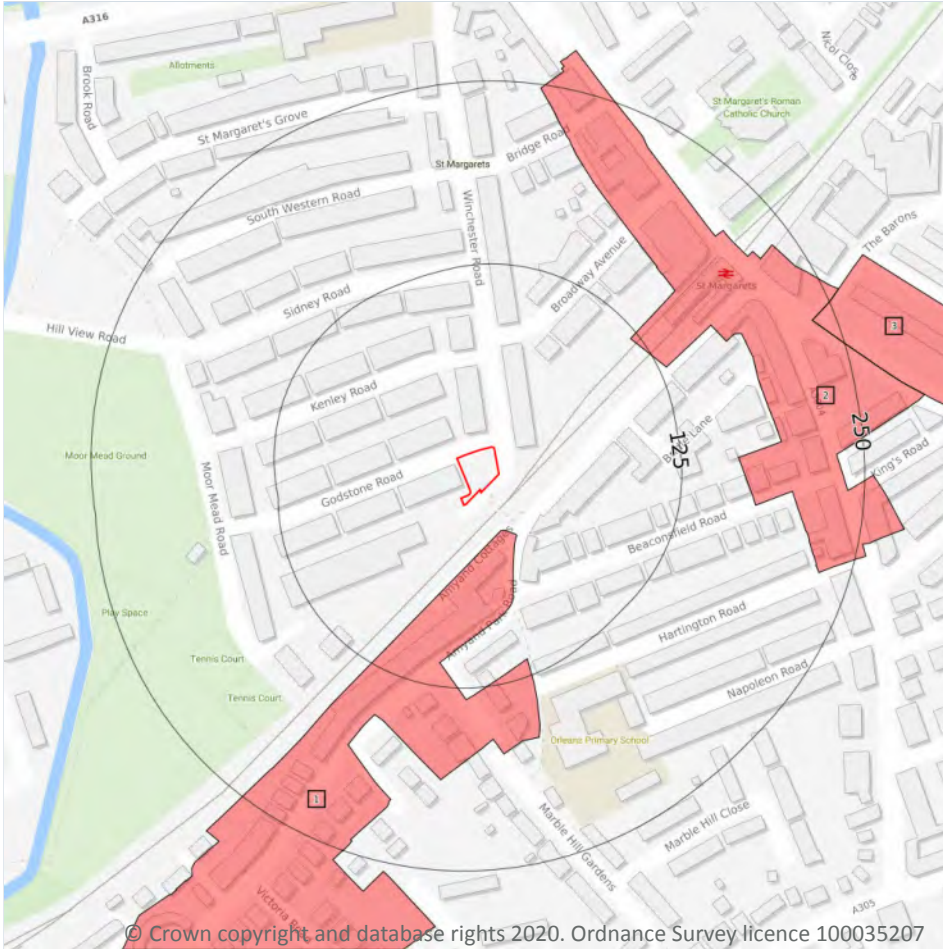 A316
Nicol Close
Allotments
Brook Road
St Margaret's Roman
Catholic Church
St Margaret's Grove
Bridge Road
St Margarets
South Western Road
Winchester Road
The Barons
Broadway Avenue
St Margarets
Sidney Road
3
Hill View Road
Kenley Road
2
250
125
King's Road
Moor Mead Ground
Godstone Road
Moor Mead Road
Beaconsfield Road
Amyand Cottages
Play Space
Hartington Road
Amyand Park Road
Tennis Court
Napoleon Road
Tennis Court
Orleans Primary School
1
Marble Hill Close
Marble Hill Gardens
A305
Victoria
© Crown copyright and database rights 2020. Ordnance Survey licence 100035207